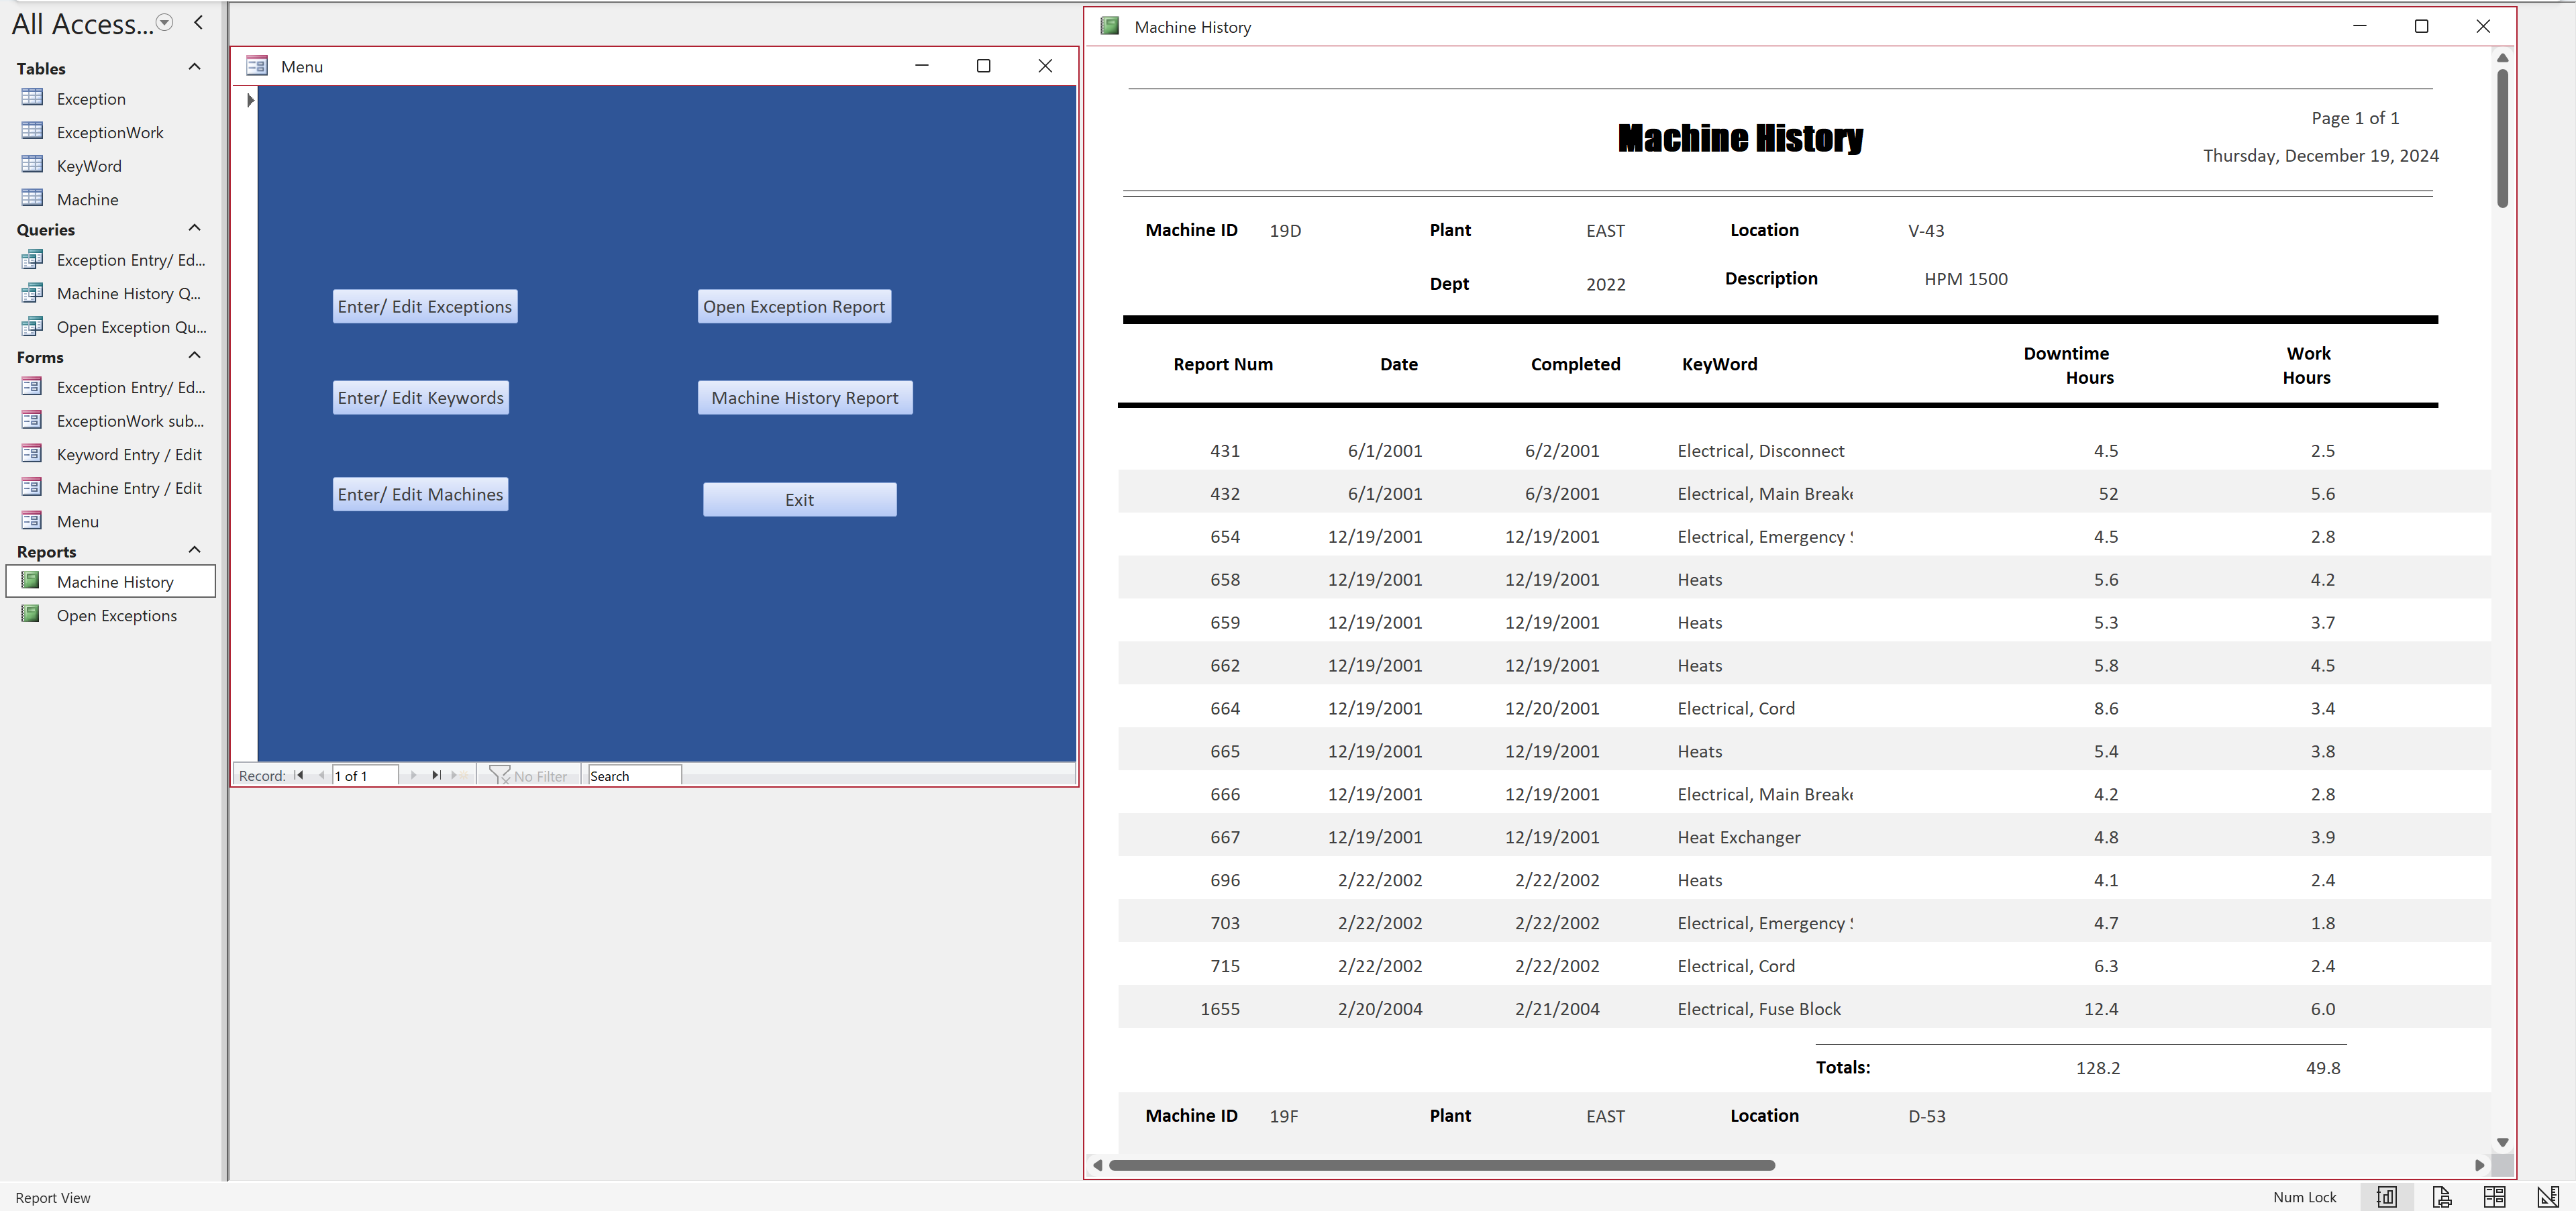 All Access...
Tables
Exception
ExceptionWork
KeyWord
Machine
Queries
Exception Entry/ Ed...
Machine History Q...
Open Exception Qu...
Forms
Exception Entry/ Ed...
ExceptionWork sub...
Keyword Entry / Edit
Machine Entry / Edit
Menu
Reports
Machine History
Open Exceptions
Menu
Enter/ Edit Exceptions
Open Exception Report
Enter/ Edit Keywords
Machine History Report
Enter/ Edit Machines
Exit
Record: 1 of 1 No Filter Search
Machine History
Page 1 of 1
Machine History
Thursday, December 19, 2024
Machine ID 19D Plant EAST Location V-43
Dept 2022 Description HPM 1500
Report Num Date Completed KeyWord Downtime Hours Work Hours
431 6/1/2001 6/2/2001 Electrical, Disconnect 4.5 2.5
432 6/1/2001 6/3/2001 Electrical, Main Breake 52 5.6
654 12/19/2001 12/19/2001 Electrical, Emergency 4.5 2.8
658 12/19/2001 12/19/2001 Heats 5.6 4.2
659 12/19/2001 12/19/2001 Heats 5.3 3.7
662 12/19/2001 12/19/2001 Heats 5.8 4.5
664 12/19/2001 12/20/2001 Electrical, Cord 8.6 3.4
665 12/19/2001 12/19/2001 Heats 5.4 3.8
666 12/19/2001 12/19/2001 Electrical, Main Breake 4.2 2.8
667 12/19/2001 12/19/2001 Heat Exchanger 4.8 3.9
696 2/22/2002 2/22/2002 Heats 4.1 2.4
703 2/22/2002 2/22/2002 Electrical, Emergency 4.7 1.8
715 2/22/2002 2/22/2002 Electrical, Cord 6.3 2.4
1655 2/20/2004 2/21/2004 Electrical, Fuse Block 12.4 6.0
Totals: 128.2 49.8
Machine ID 19F Plant EAST Location D-53
Report View
Num Lock